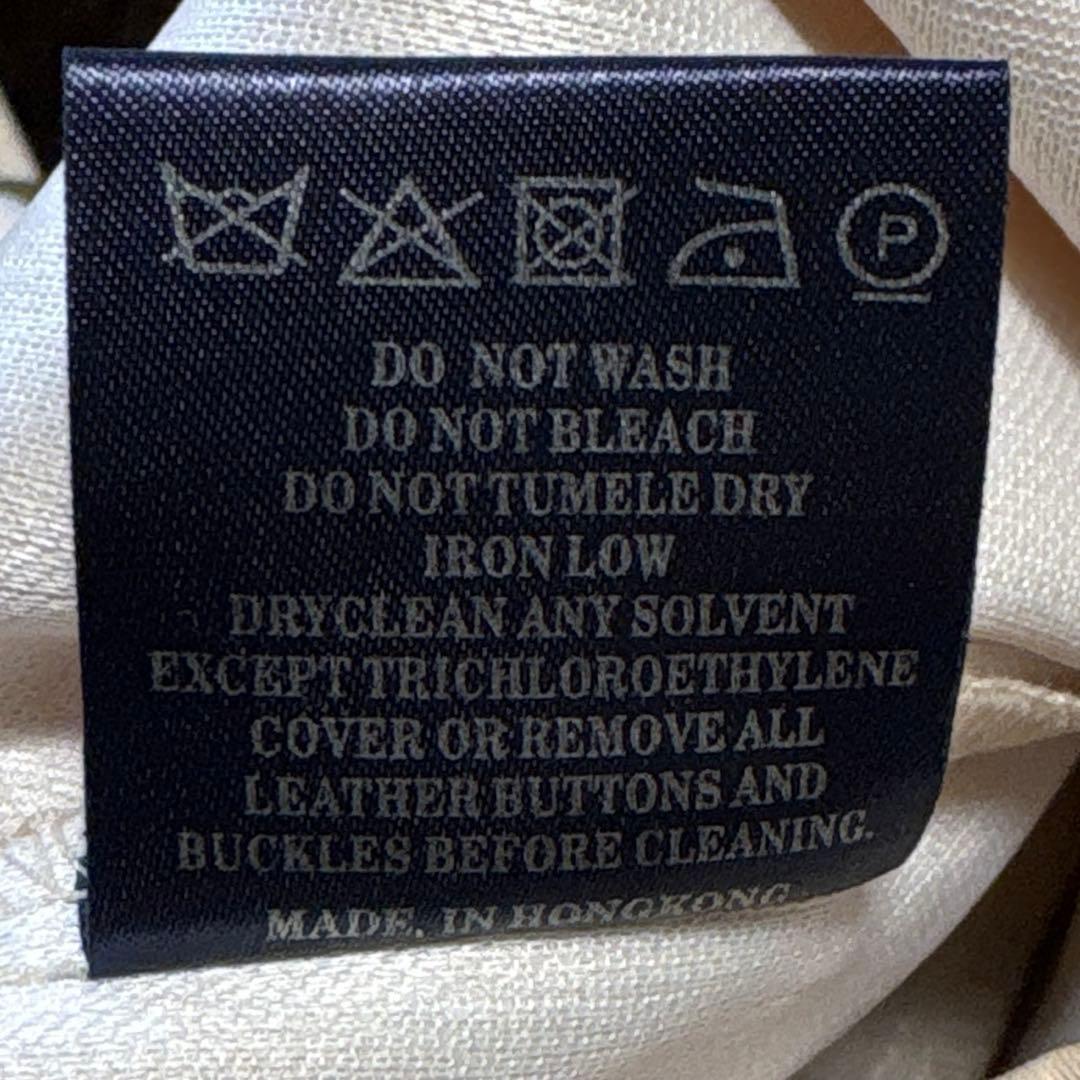 P
DO NOT WASH
DO NOT BLEACH
DO NOT TUMELE DRY
IRON LOW
DRYCLEAN ANY SOLVENT
EXCEPT TRICHLOROETHYLENE
COVER OR REMOVE ALL
LEATHER BUTTONS AND
BUCKLES BEFORE CLEANING.
MADE. IN HONGKONG